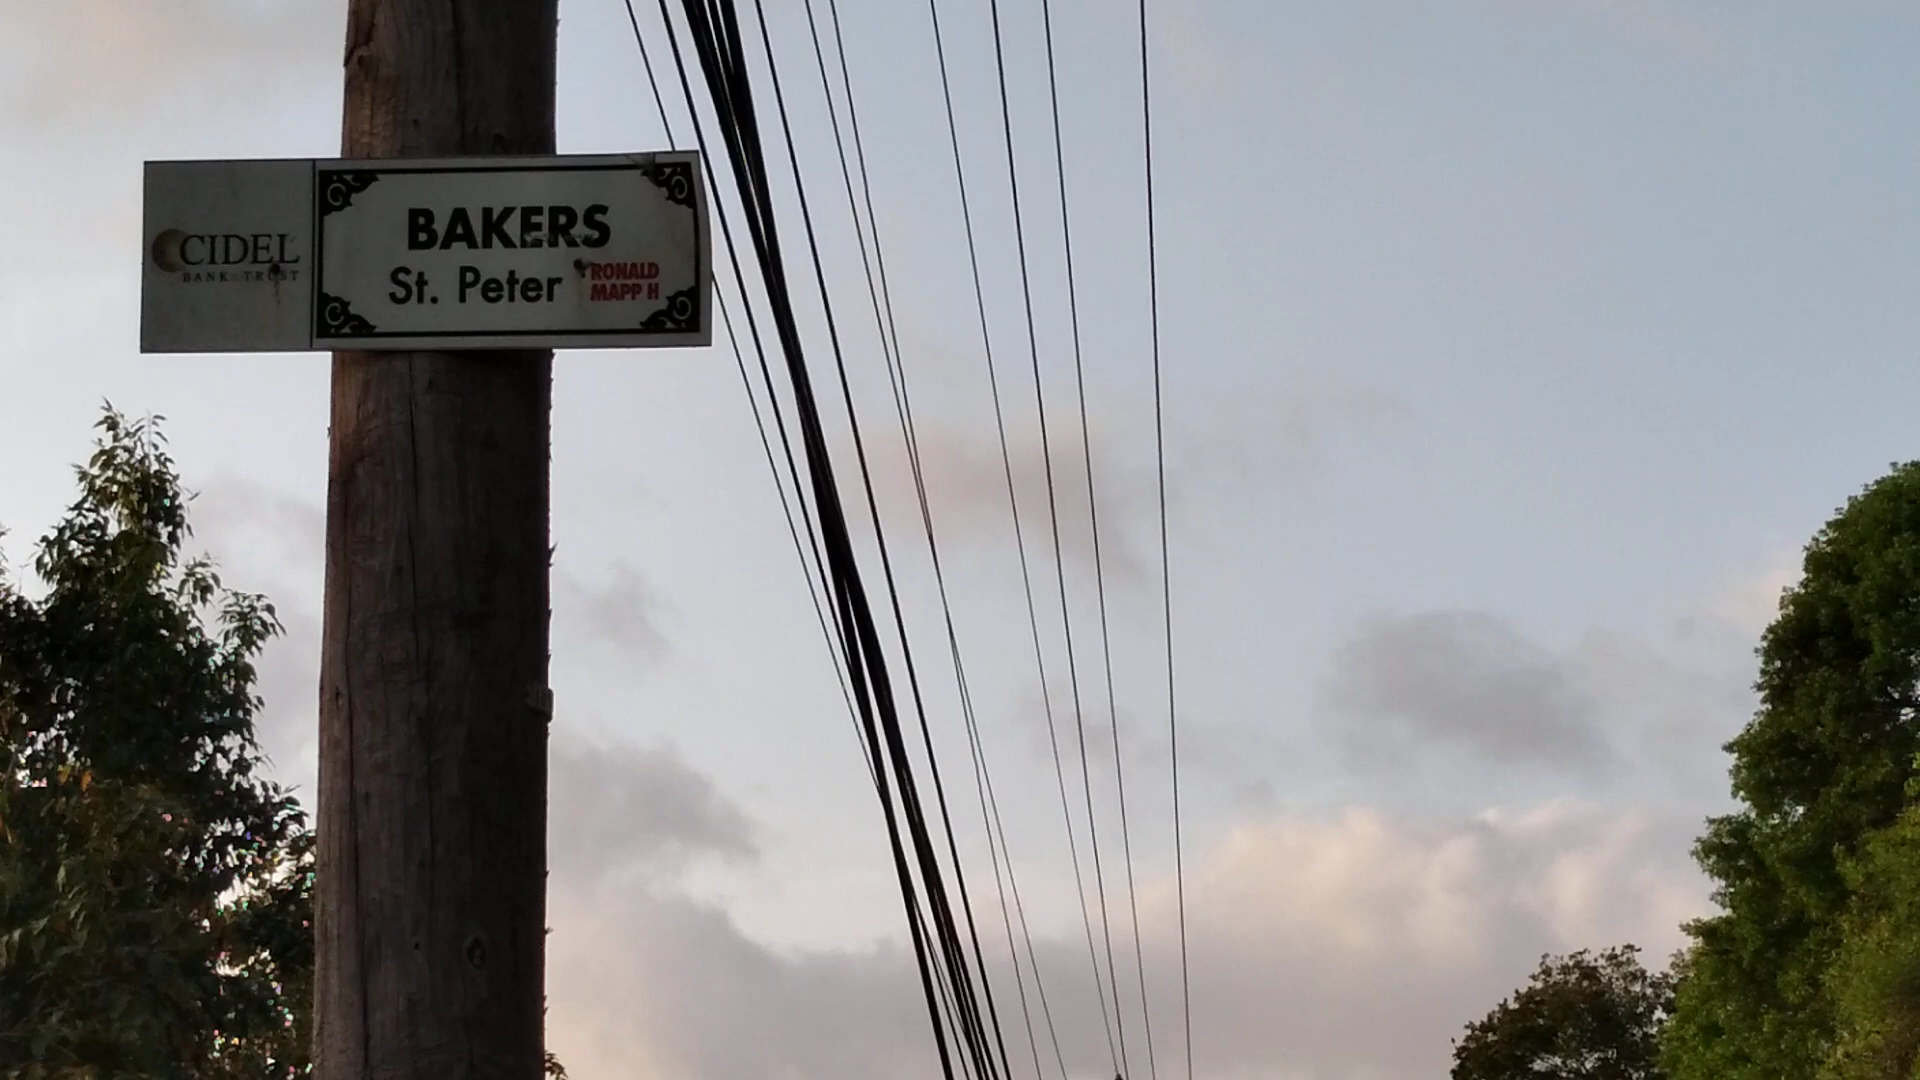 CIDEL
BANK & TRUST
BAKERS
St. Peter
RONALD
MAPP H